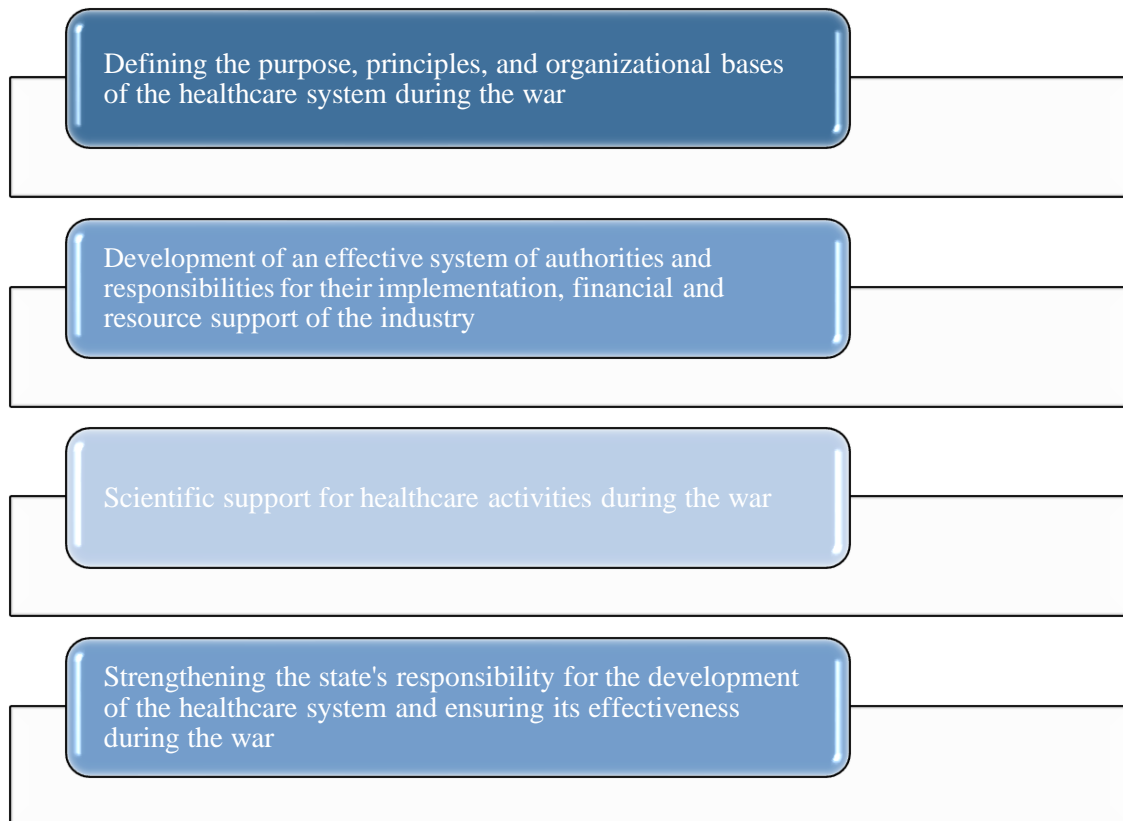 Defining the purpose, principles, and organizational bases
of the healthcare system during the war
Development of an effective system of authorities and
responsibilities for their implementation, financial and
resource support of the industry
Scientific support for healthcare activities during the war
Strengthening the state's responsibility for the development
of the healthcare system and ensuring its effectiveness
during the war